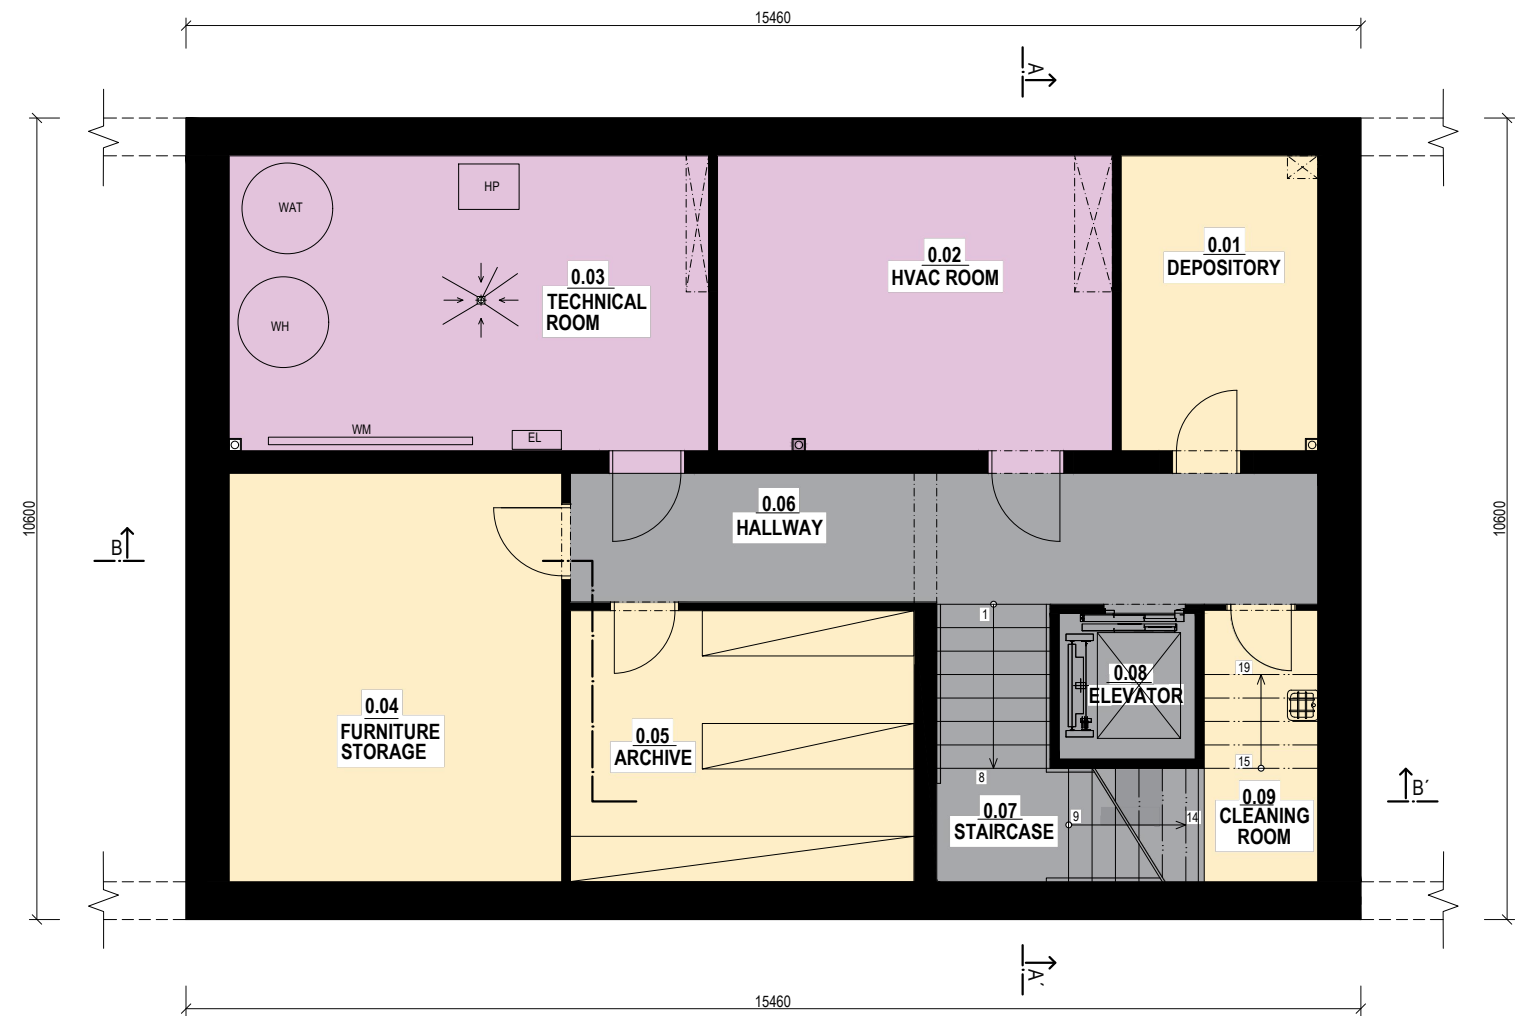 15460
A
10600
10600
WAT
HP
WH
0.03
TECHNICAL
ROOM
0.02
HVAC ROOM
0.01
DEPOSITORY
WM
EL
0.06
HALLWAY
B
1
0.04
FURNITURE
STORAGE
0.05
ARCHIVE
8
0.08
ELEVATOR
19
15
0.07
STAIRCASE
9
14
0.09
CLEANING
ROOM
B´
A´
15460